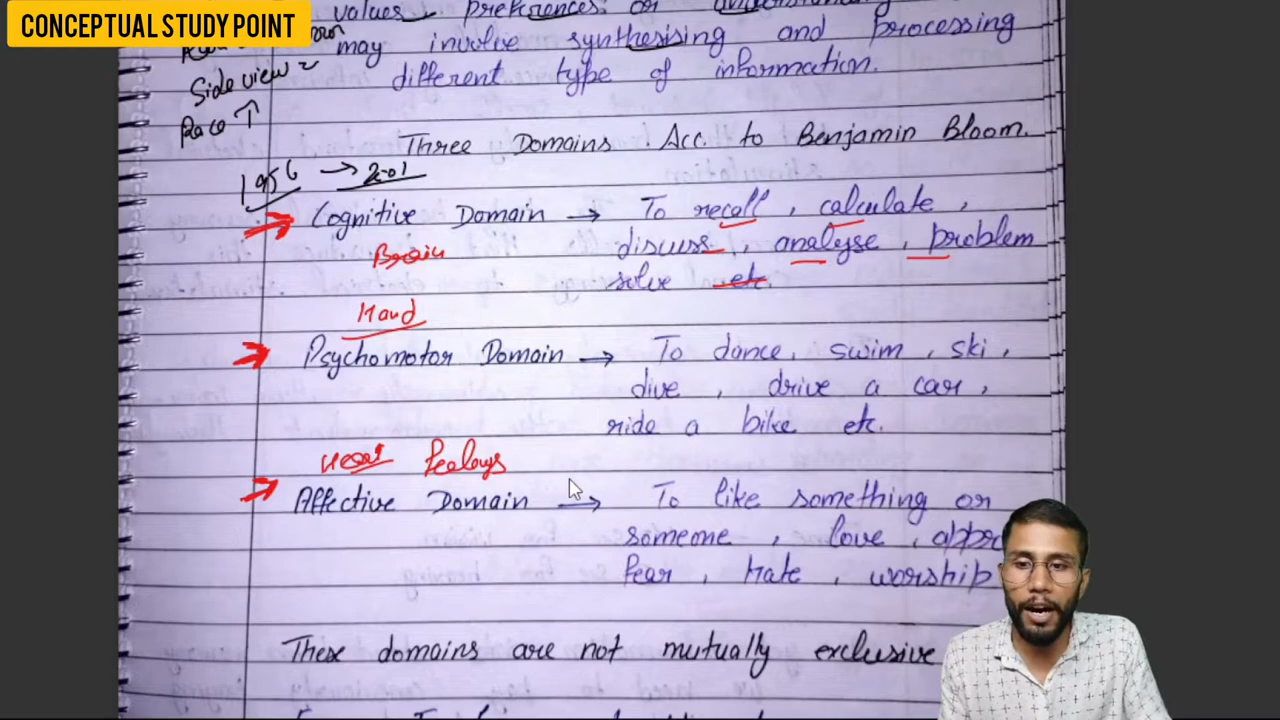 CONCEPTUAL STUDY POINT
values preferences or understanding
may involve synthesising and processing
Side view
different type of information.
Race ↑
Three Domains Acc. to Benjamin Bloom.
1956 → 2001
Cognitive Domain → To recall, calculate,
Brain discuss, analyse, problem
solve etc.
Hand
Psychomotor Domain → To dance, swim, ski,
dive, drive a car,
ride a bike etc.
Heart feelings
Affective Domain → To like something or
someone, love,
fear, hate, worship
These domains are not mutually exclusive